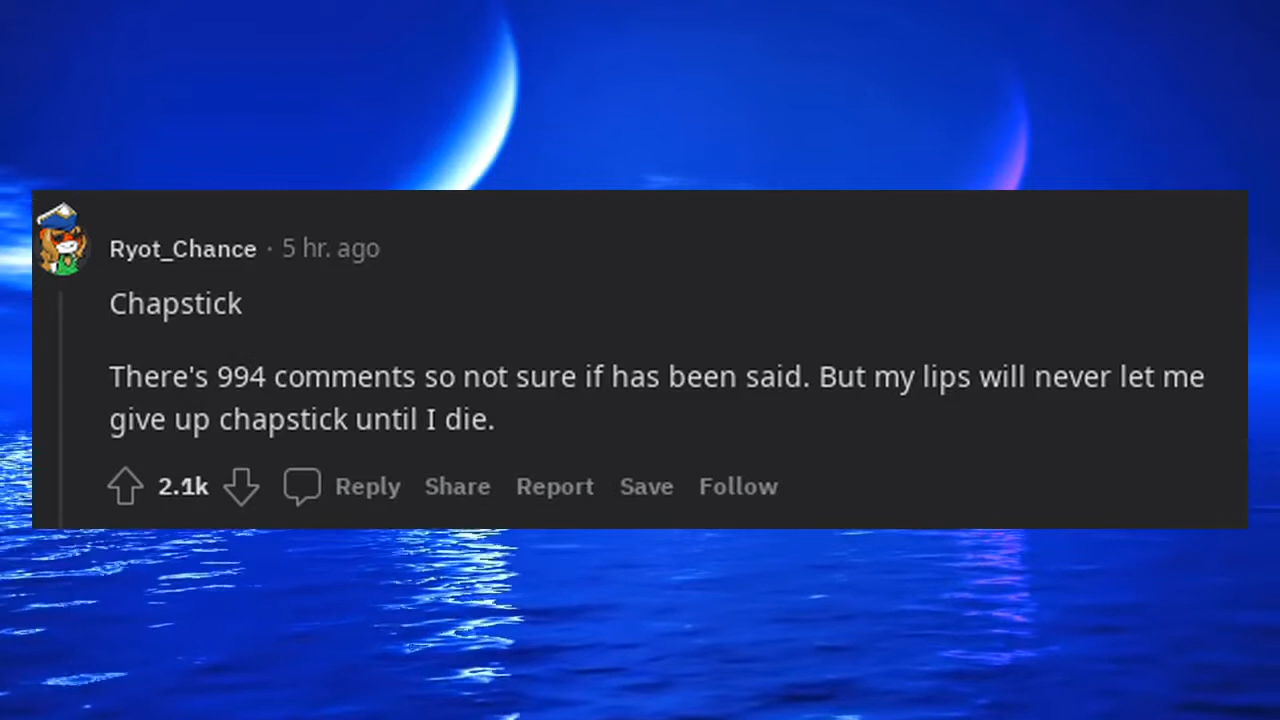 Ryot_Chance · 5 hr. ago
Chapstick
There's 994 comments so not sure if has been said. But my lips will never let me
give up chapstick until I die.
2.1k Reply Share Report Save Follow